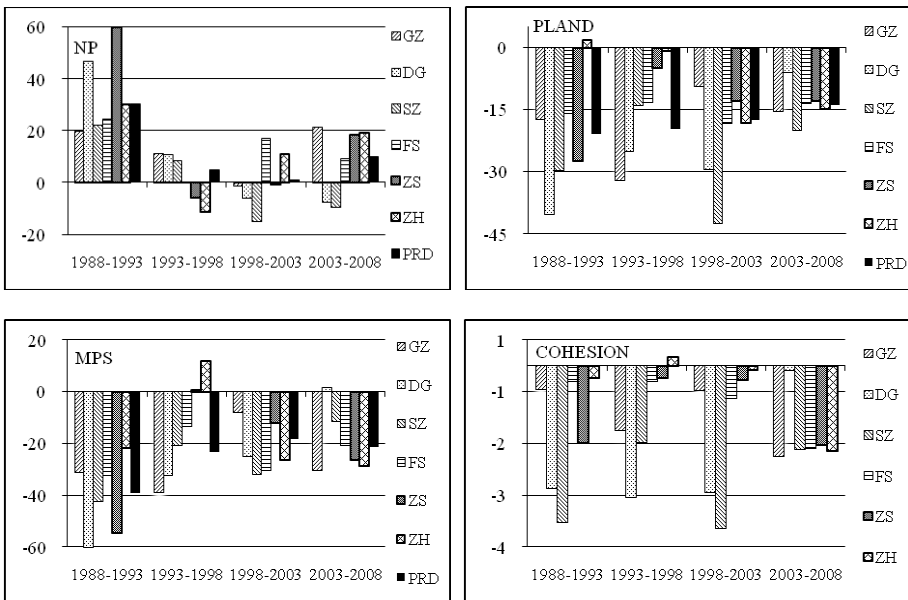 NP
60
40
20
0
-20
1988-1993 1993-1998 1998-2003 2003-2008
GZ
DG
SZ
FS
ZS
ZH
PRD
PLAND
0
-15
-30
-45
1988-1993 1993-1998 1998-2003 2003-2008
GZ
DG
SZ
FS
ZS
ZH
PRD
MPS
20
0
-20
-40
-60
1988-1993 1993-1998 1998-2003 2003-2008
GZ
DG
SZ
FS
ZS
ZH
PRD
COHESION
1
-1
-3
-4
1988-1993 1993-1998 1998-2003 2003-2008
GZ
DG
SZ
FS
ZS
ZH